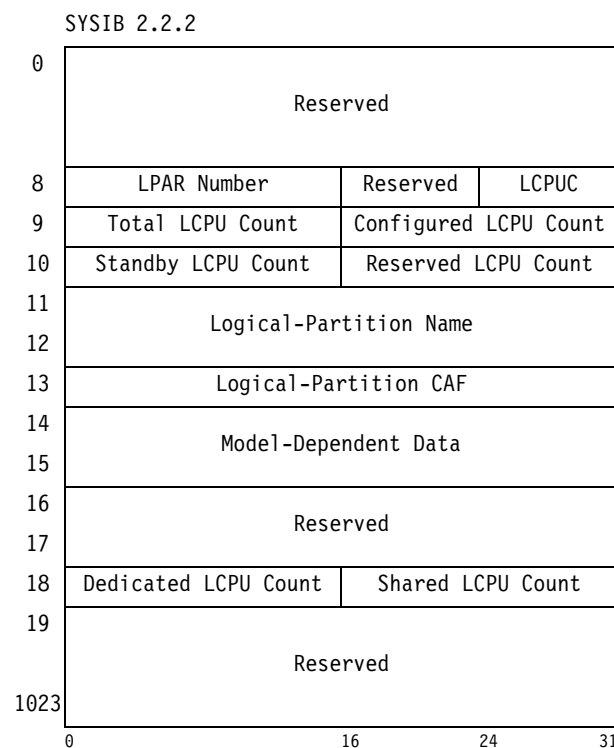 SYSIB 2.2.2
0
Reserved
8 LPAR Number Reserved LCPUC
9 Total LCPU Count Configured LCPU Count
10 Standby LCPU Count Reserved LCPU Count
11
Logical-Partition Name
12
13 Logical-Partition CAF
14
Model-Dependent Data
15
16
Reserved
17
18 Dedicated LCPU Count Shared LCPU Count
19
Reserved
1023
0 16 24 31